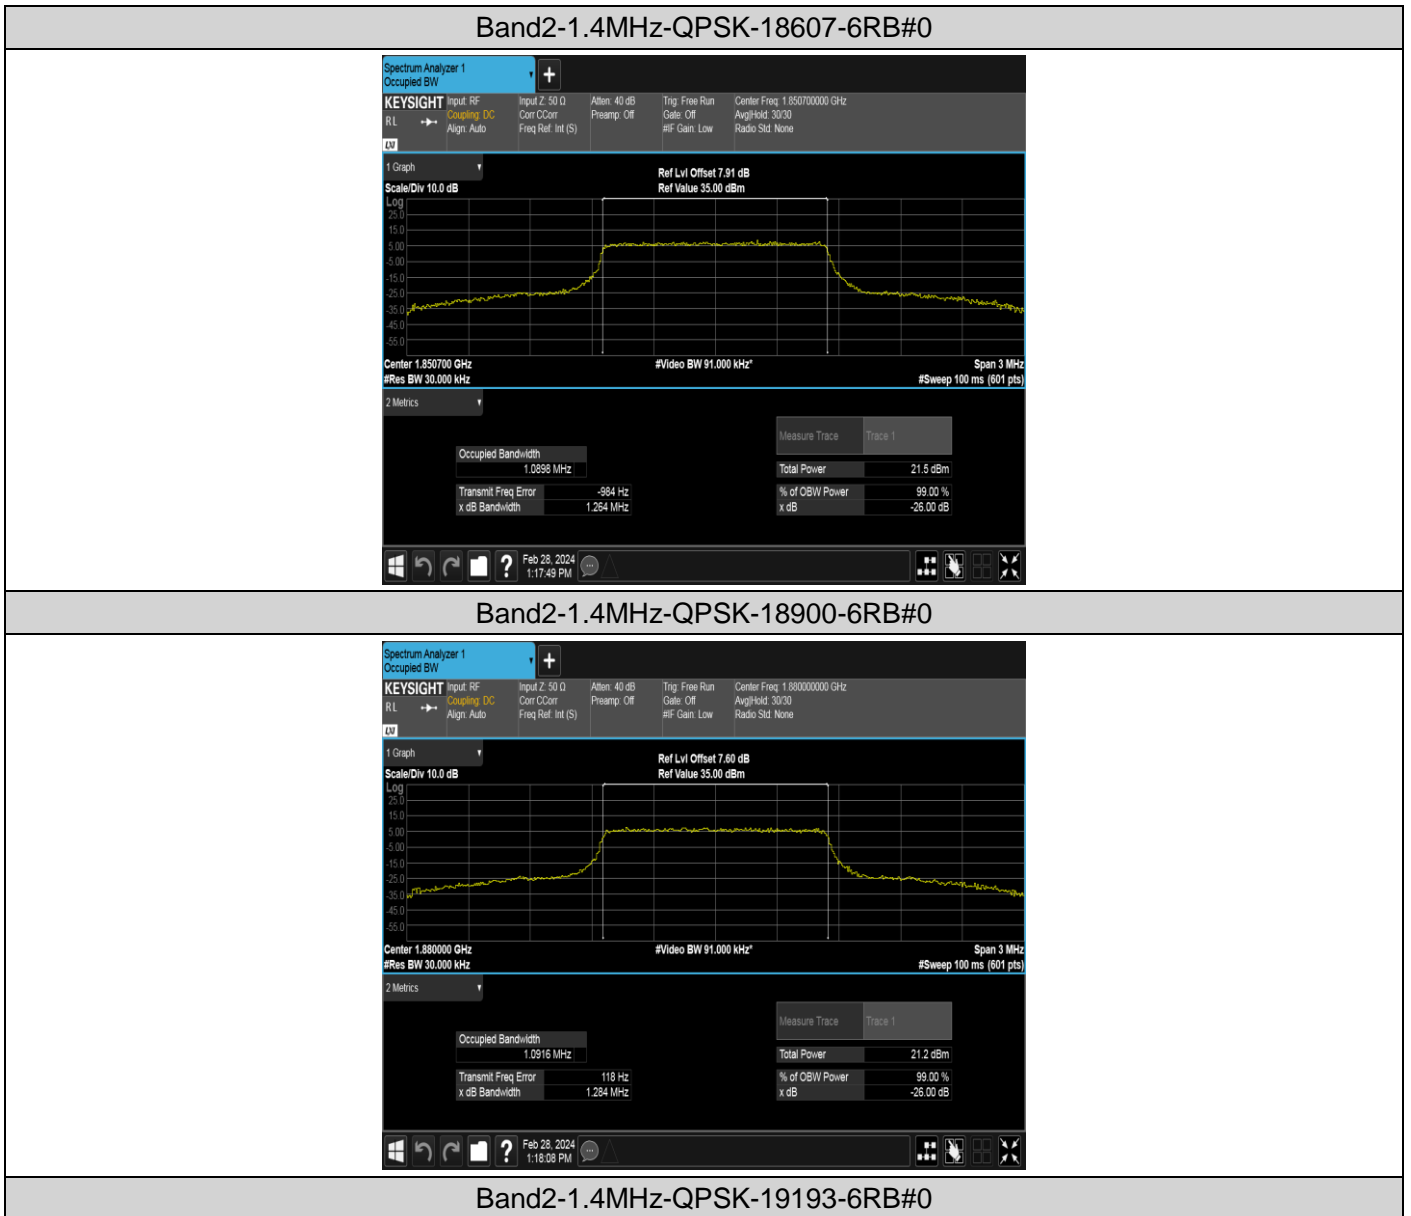 Band2-1.4MHz-QPSK-18607-6RB#0
Spectrum Analyzer 1
Occupied BW
+
KEYSIGHT
R L
LXI
Input: RF
Coupling: DC
Align: Auto
Input Z: 50 Ω
Corr CCorr
Freq Ref: Int (S)
Atten: 40 dB
Preamp: Off
Trig: Free Run
Gate: Off
#IF Gain: Low
Center Freq: 1.850700000 GHz
Avg|Hold: 30/30
Radio Std: None
1 Graph
Scale/Div 10.0 dB
Ref Lvl Offset 7.91 dB
Ref Value 35.00 dBm
Log
25.0
15.0
5.00
-5.00
-15.0
-25.0
-35.0
-45.0
-55.0
Center 1.850700 GHz
#Video BW 91.000 kHz*
Span 3 MHz
#Res BW 30.000 kHz
#Sweep 100 ms (601 pts)
2 Metrics
Measure Trace Trace 1
Occupied Bandwidth
1.0898 MHz
Total Power 21.5 dBm
Transmit Freq Error -984 Hz
% of OBW Power 99.00 %
x dB Bandwidth 1.264 MHz
x dB -26.00 dB
?
Feb 28, 2024
1:17:49 PM
Band2-1.4MHz-QPSK-18900-6RB#0
Spectrum Analyzer 1
Occupied BW
+
KEYSIGHT
R L
LXI
Input: RF
Coupling: DC
Align: Auto
Input Z: 50 Ω
Corr CCorr
Freq Ref: Int (S)
Atten: 40 dB
Preamp: Off
Trig: Free Run
Gate: Off
#IF Gain: Low
Center Freq: 1.880000000 GHz
Avg|Hold: 30/30
Radio Std: None
1 Graph
Scale/Div 10.0 dB
Ref Lvl Offset 7.60 dB
Ref Value 35.00 dBm
Log
25.0
15.0
5.00
-5.00
-15.0
-25.0
-35.0
-45.0
-55.0
Center 1.880000 GHz
#Video BW 91.000 kHz*
Span 3 MHz
#Res BW 30.000 kHz
#Sweep 100 ms (601 pts)
2 Metrics
Measure Trace Trace 1
Occupied Bandwidth
1.0916 MHz
Total Power 21.2 dBm
Transmit Freq Error 118 Hz
% of OBW Power 99.00 %
x dB Bandwidth 1.284 MHz
x dB -26.00 dB
?
Feb 28, 2024
1:18:08 PM
Band2-1.4MHz-QPSK-19193-6RB#0